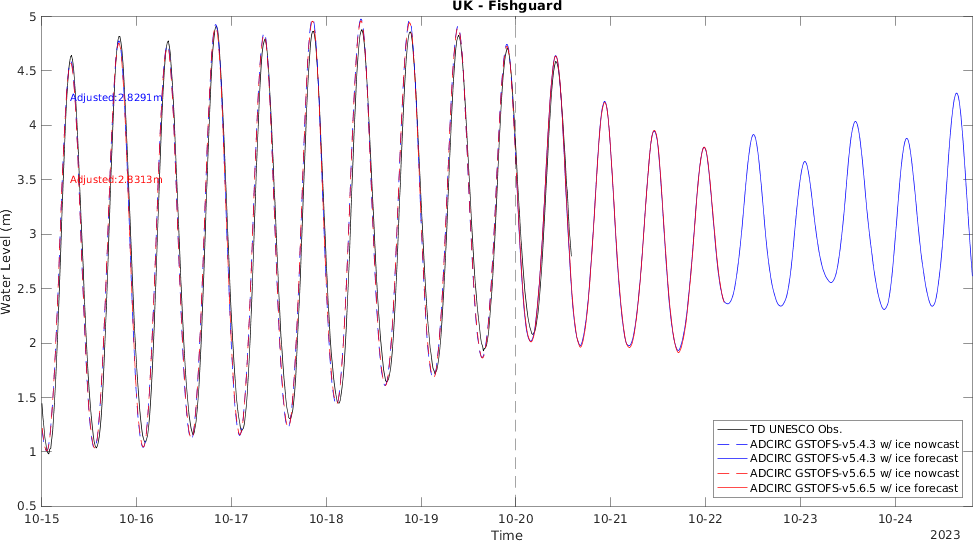 UK - Fishguard
5
4.5
Adjusted:2.8291m
4
3.5
Adjusted:2.8313m
3
2.5
2
1.5
1
0.5
Water Level (m)
TD UNESCO Obs.
ADCIRC GSTOFS-v5.4.3 w/ ice nowcast
ADCIRC GSTOFS-v5.4.3 w/ ice forecast
ADCIRC GSTOFS-v5.6.5 w/ ice nowcast
ADCIRC GSTOFS-v5.6.5 w/ ice forecast
10-15 10-16 10-17 10-18 10-19 10-20 10-21 10-22 10-23 10-24
Time
2023